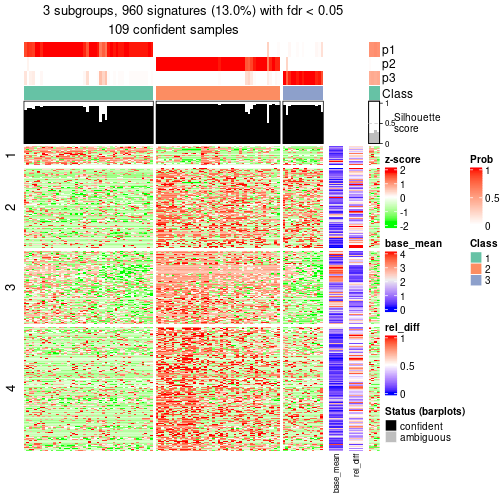 3 subgroups, 960 signatures (13.0%) with fdr < 0.05
109 confident samples
p1
p2
p3
Class
1
0.5
0
Silhouette
score
1
2
3
4
z-score
2
1
0
-1
-2
Prob
1
0.5
0
base_mean
4
3
2
1
0
Class
1
2
3
rel_diff
1
0.5
0
Status (barplots)
confident
ambiguous
base_mean
rel_diff